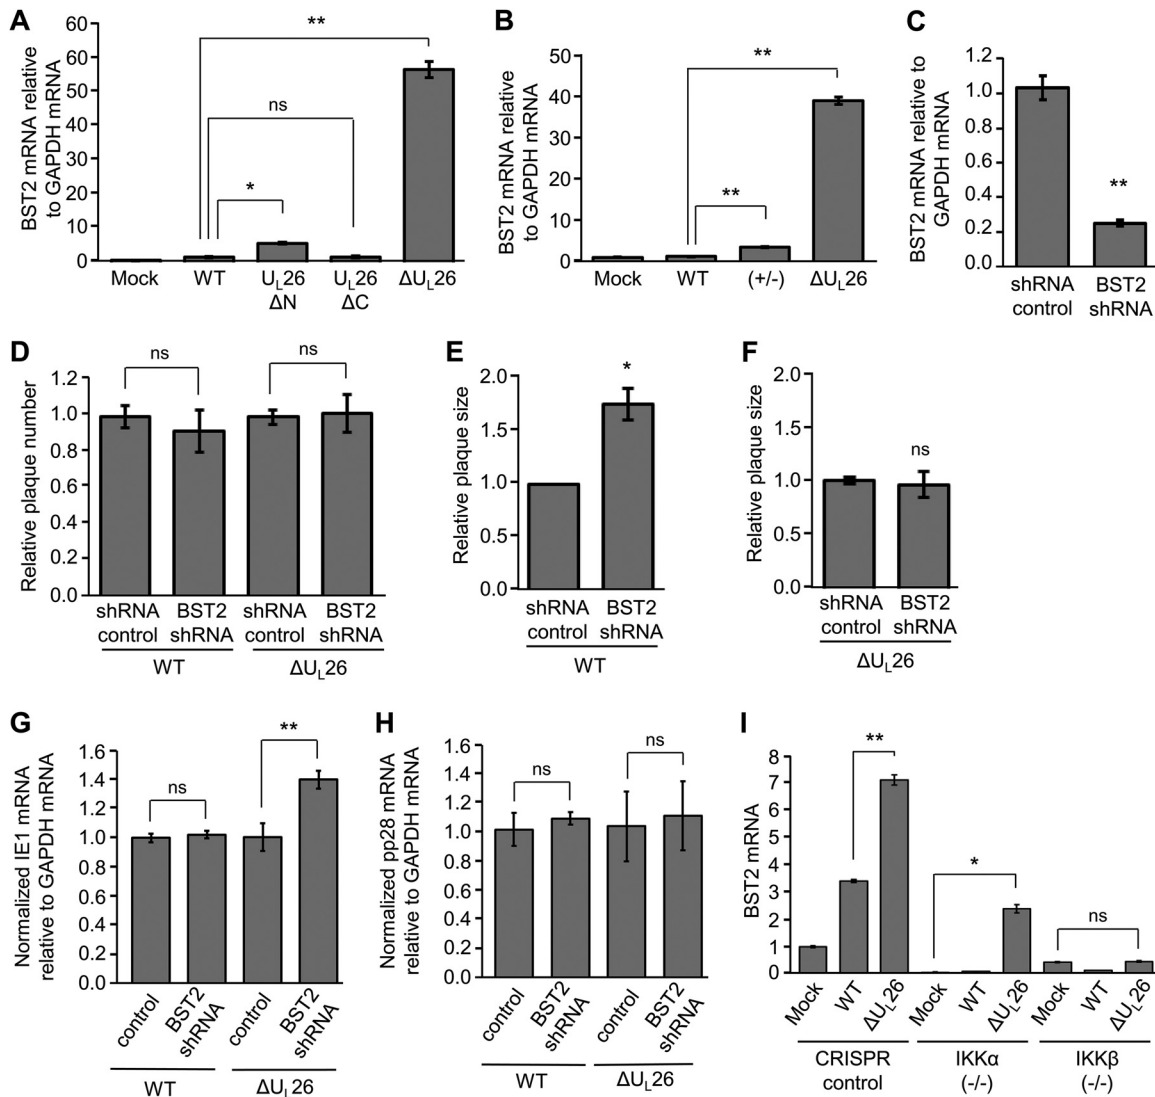 A
BST2 mRNA relative
to GAPDH mRNA
60
60
50
40
30
20
10
0
**
ns
*
Mock
WT
UL26
ΔN
UL26
ΔC
ΔUL26
B
BST2 mRNA relative
to GAPDH mRNA
50
40
30
20
10
0
**
**
Mock
WT
(+/-)
ΔUL26
C
BST2 mRNA relative to
GAPDH mRNA
1.2
1.0
0.8
0.6
0.4
0.2
0.0
**
shRNA
control
BST2
shRNA
D
Relative plaque number
1.2
1.0
0.8
0.6
0.4
0.2
0.0
ns
ns
shRNA
control
BST2
shRNA
shRNA
control
BST2
shRNA
WT
ΔUL26
E
Relative plaque size
2.0
1.5
1.0
0.5
0.0
*
shRNA
control
BST2
shRNA
WT
F
Relative plaque size
2.0
1.5
1.0
0.5
0.0
ns
shRNA
control
BST2
shRNA
ΔUL26
G
Normalized IE1 mRNA
relative to GAPDH mRNA
1.6
1.4
1.2
1.0
0.8
0.6
0.4
0.2
0.0
ns
**
control
BST2
shRNA
control
BST2
shRNA
WT
ΔUL26
H
Normalized pp28 mRNA
relative to GAPDH mRNA
1.6
1.4
1.2
1.0
0.8
0.6
0.4
0.2
0.0
ns
ns
control
BST2
shRNA
control
BST2
shRNA
WT
ΔUL26
I
BST2 mRNA
8
7
6
5
4
3
2
1
0
**
*
ns
Mock
WT
ΔUL26
Mock
WT
ΔUL26
Mock
WT
ΔUL26
CRISPR
control
IKKα
(-/-)
IKKβ
(-/-)